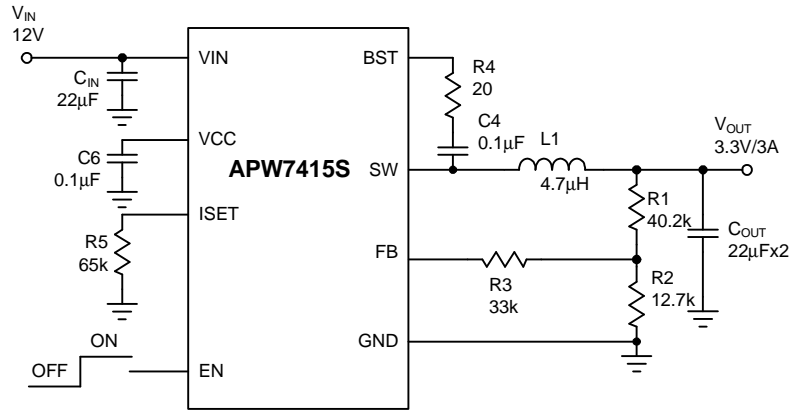 VIN
12V
CIN
22μF
VIN
BST
R4
20
C4
0.1μF
L1
4.7μH
VOUT
3.3V/3A
VCC
C6
0.1μF
APW7415S
SW
ISET
R5
65k
R1
40.2k
COUT
22μFx2
FB
R3
33k
R2
12.7k
GND
ON
OFF
EN